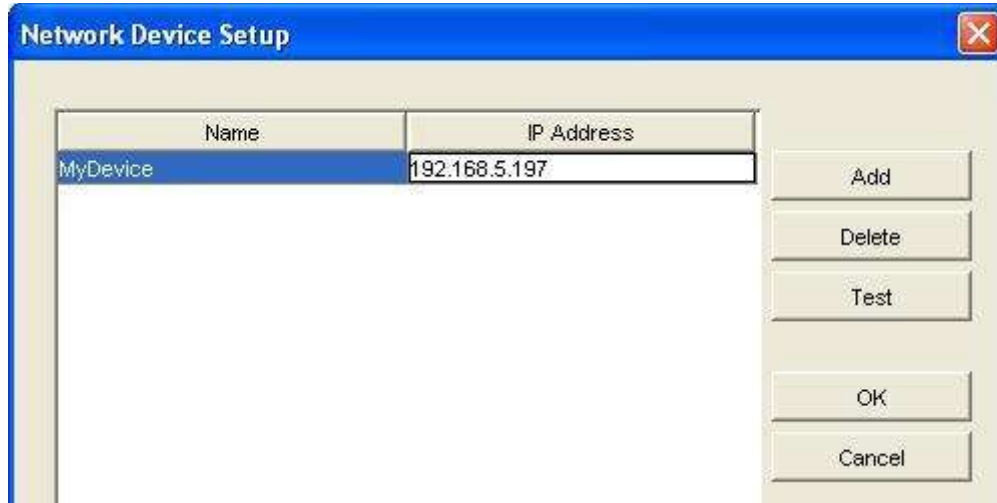 Network Device Setup
Name IP Address
MyDevice 192.168.5.197
Add
Delete
Test
OK
Cancel